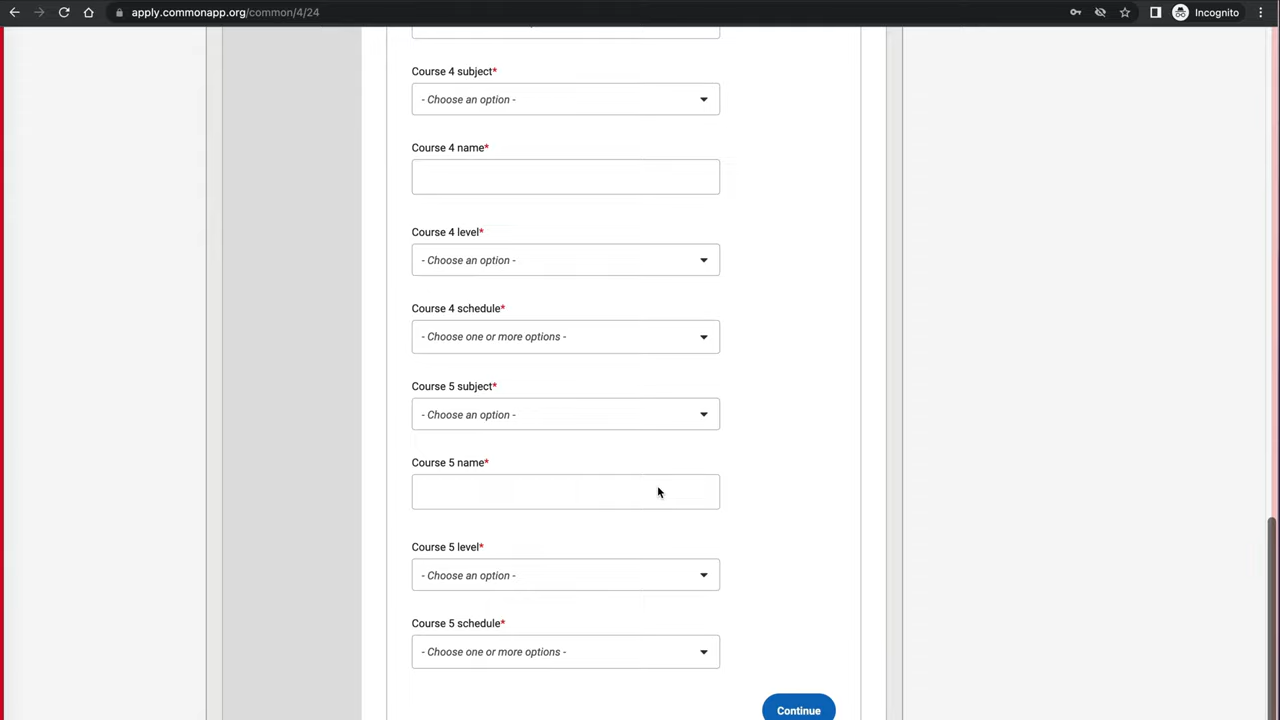 apply.commonapp.org/common/4/24
Incognito
Course 4 subject*
- Choose an option -
Course 4 name*
Course 4 level*
- Choose an option -
Course 4 schedule*
- Choose one or more options -
Course 5 subject*
- Choose an option -
Course 5 name*
Course 5 level*
- Choose an option -
Course 5 schedule*
- Choose one or more options -
Continue